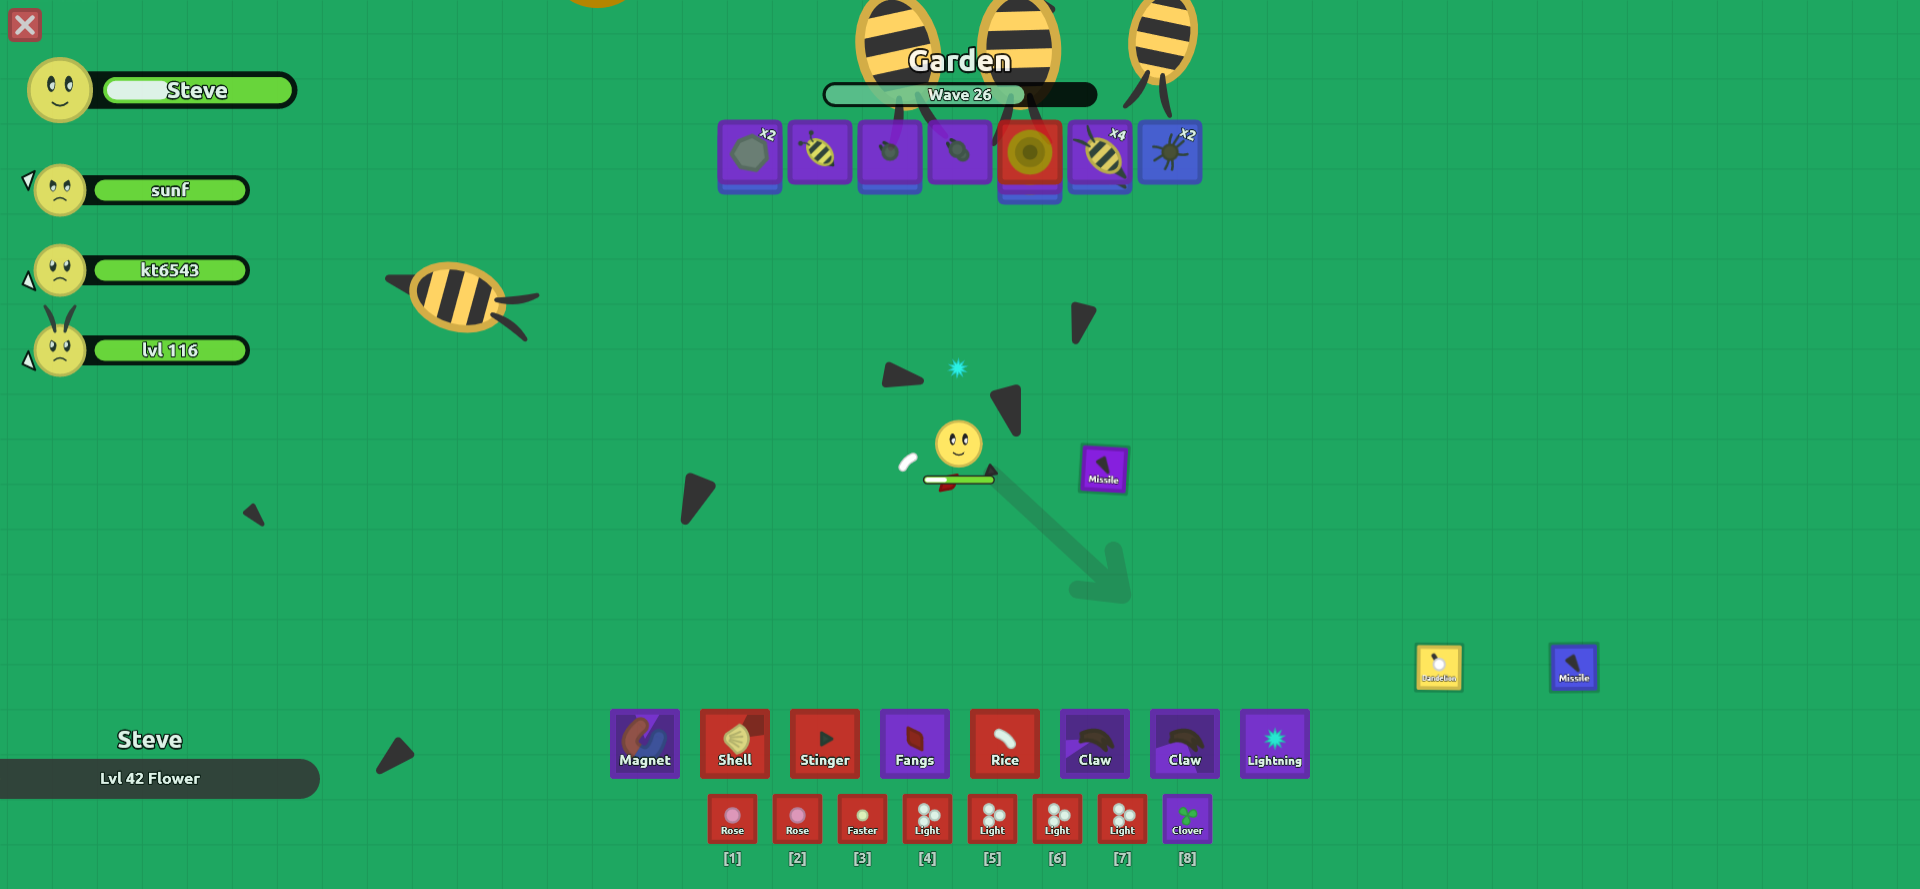 Steve
sunf
kt6543
lvl 116
Garden
Wave 26
x2
x4
x2
Missile
Dandelion
Missile
Steve
Lvl 42 Flower
Magnet
Shell
Stinger
Fangs
Rice
Claw
Claw
Lightning
Rose
Rose
Faster
Light
Light
Light
Light
Clover
[1]
[2]
[3]
[4]
[5]
[6]
[7]
[8]